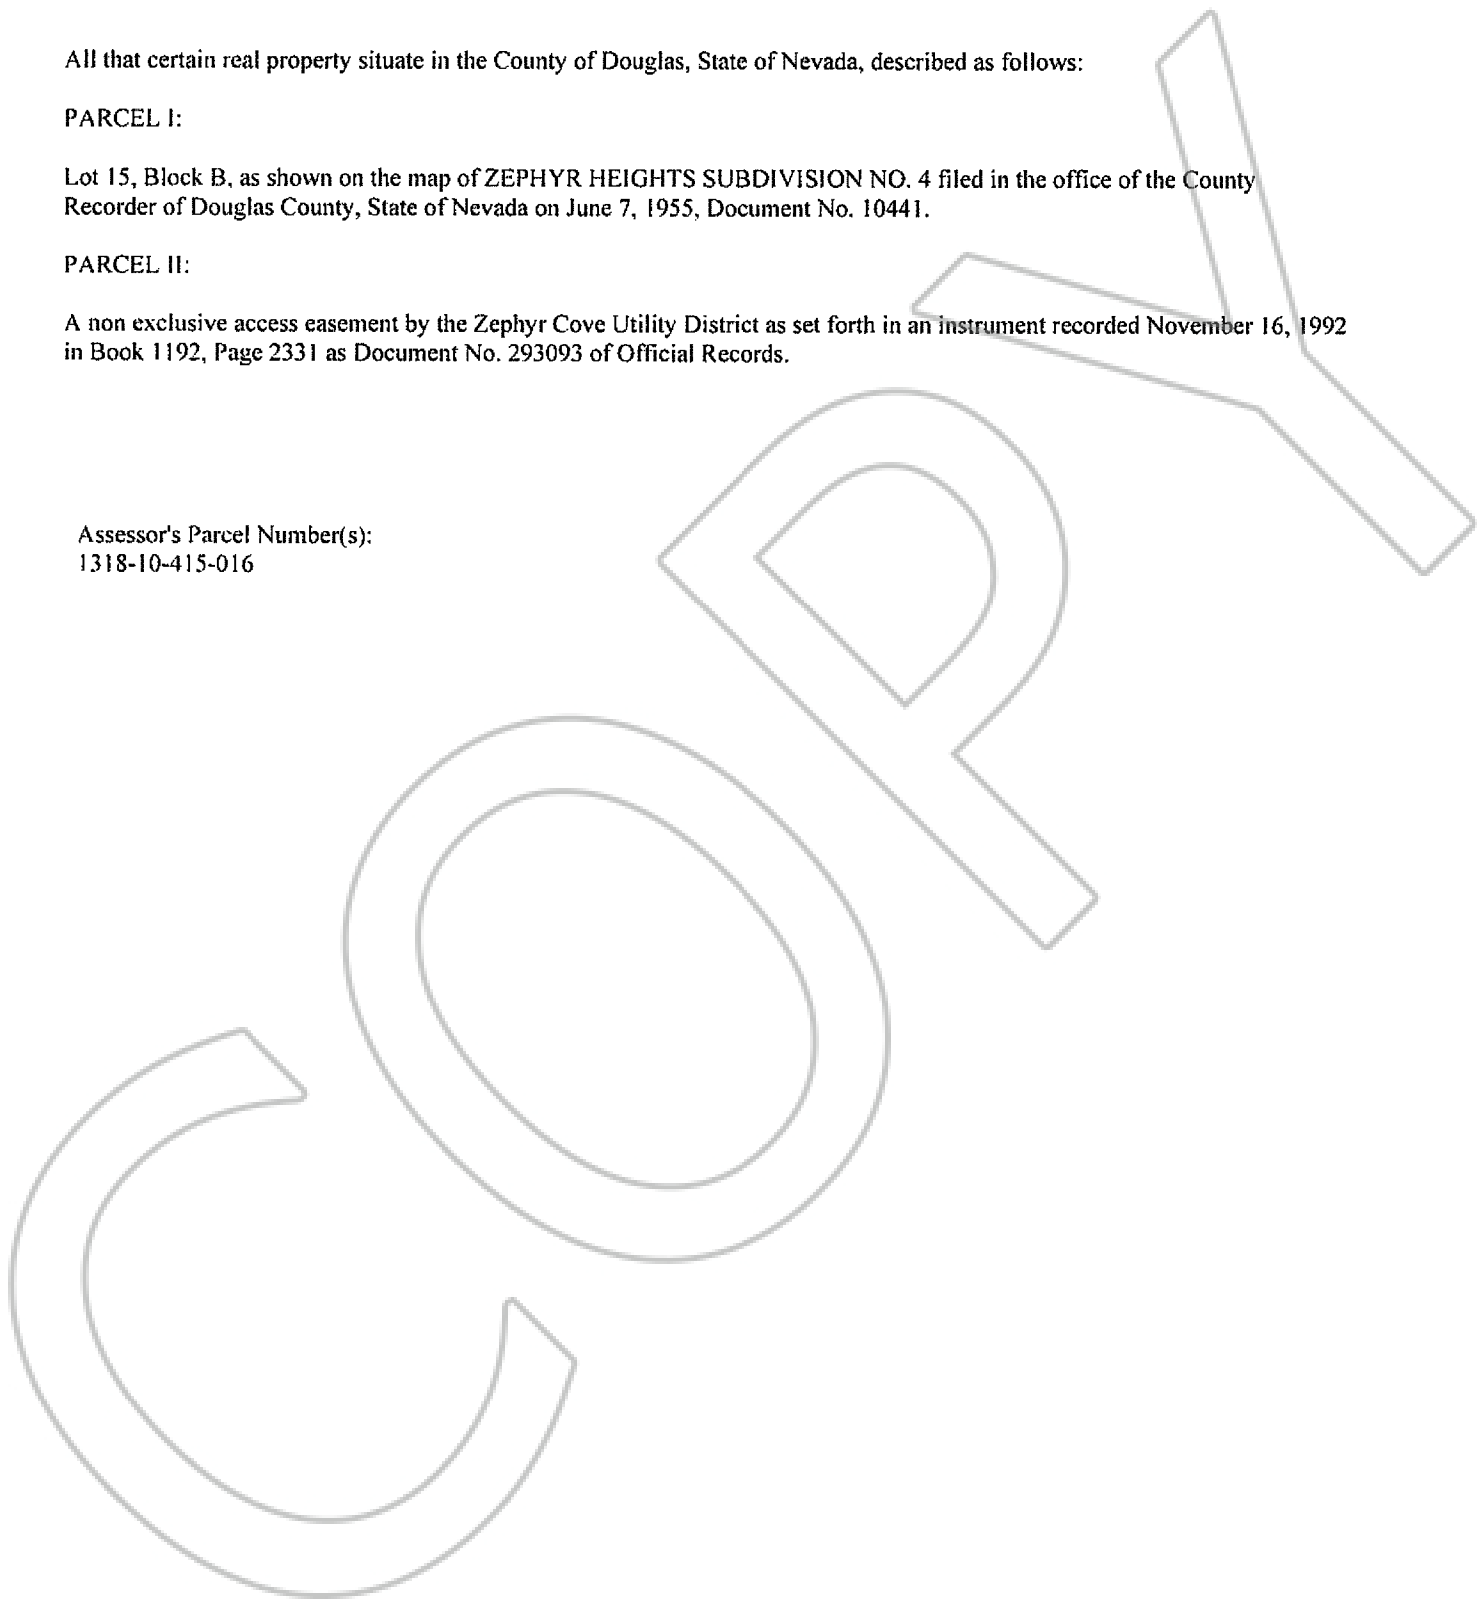 All that certain real property situate in the County of Douglas, State of Nevada, described as follows:
PARCEL I:
Lot 15, Block B, as shown on the map of ZEPHYR HEIGHTS SUBDIVISION NO. 4 filed in the office of the County
Recorder of Douglas County, State of Nevada on June 7, 1955, Document No. 10441.
PARCEL II:
A non exclusive access easement by the Zephyr Cove Utility District as set forth in an instrument recorded November 16, 1992
in Book 1192, Page 2331 as Document No. 293093 of Official Records.
Assessor's Parcel Number(s):
1318-10-415-016
COPY